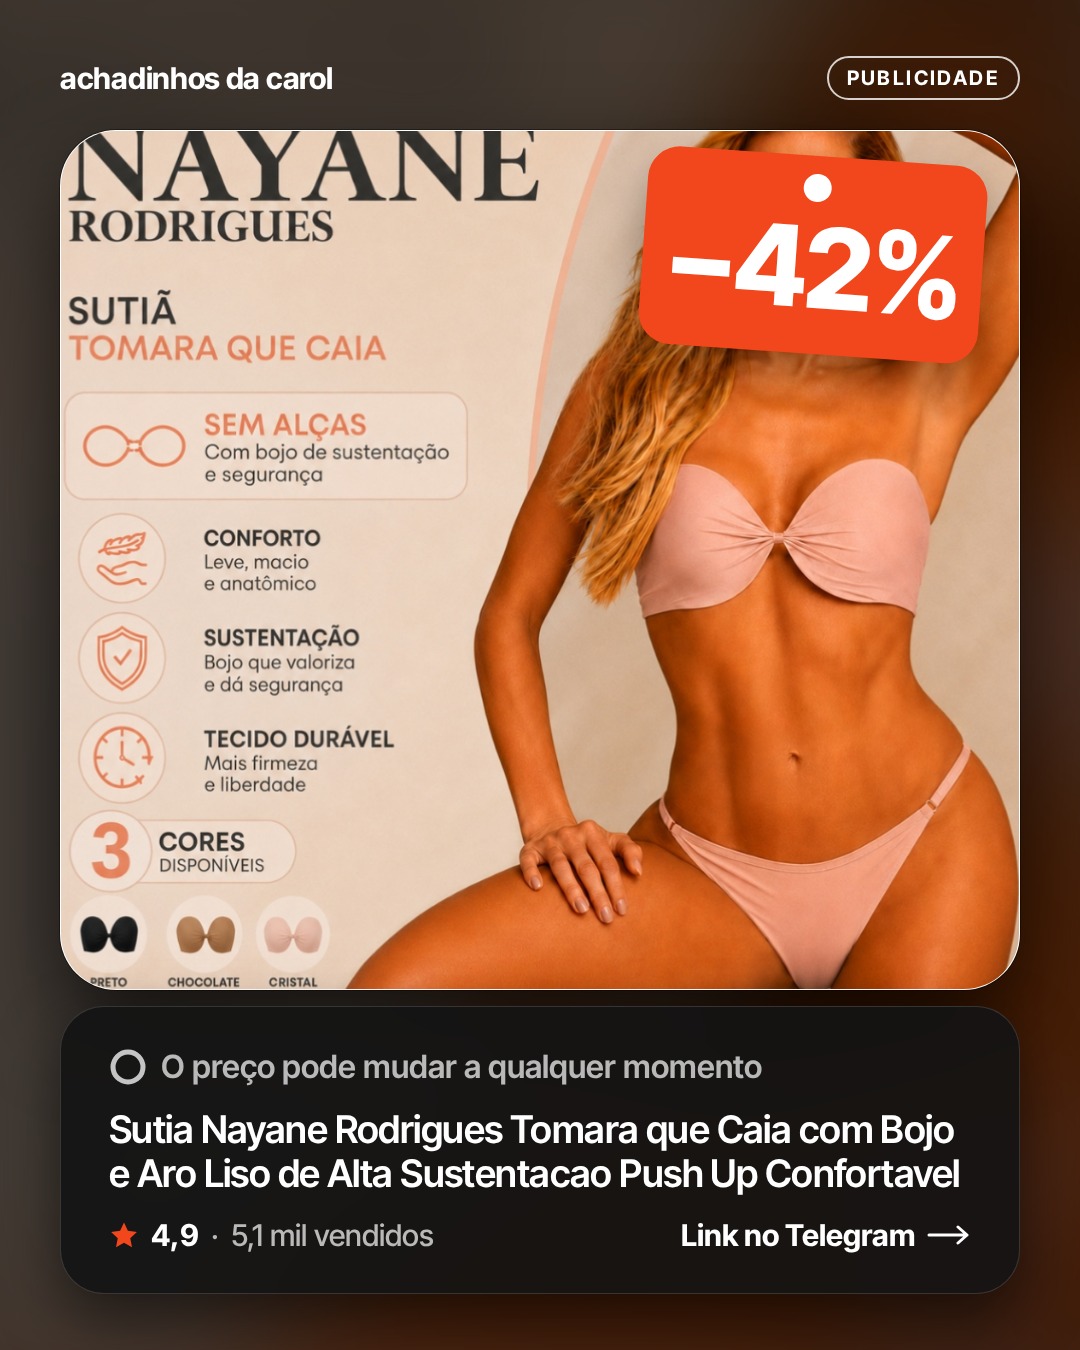 achadinhos da carol
PUBLICIDADE
NAYANE
RODRIGUES
−42%
SUTIÃ
TOMARA QUE CAIA
SEM ALÇAS
Com bojo de sustentação
e segurança
CONFORTO
Leve, macio
e anatômico
SUSTENTAÇÃO
Bojo que valoriza
e dá segurança
TECIDO DURÁVEL
Mais firmeza
e liberdade
3 CORES
DISPONÍVEIS
PRETO CHOCOLATE CRISTAL
O preço pode mudar a qualquer momento
Sutia Nayane Rodrigues Tomara que Caia com Bojo
e Aro Liso de Alta Sustentacao Push Up Confortavel
4,9 · 5,1 mil vendidos
Link no Telegram →